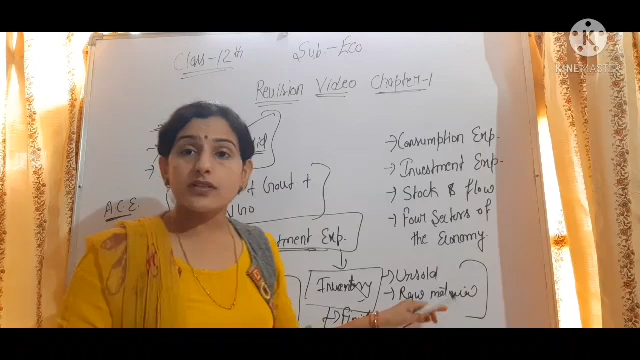 Class-12th Sub.-Eco
KINEMASTER
Revision Video Chapter-1
→ Consumption Exp.
→ Investment Exp.
→ Stock & flow
→ Four Sectors of
the Economy.
A.C.E
Govt +
Exp.
Inventory
→ Unsold
→ Raw material